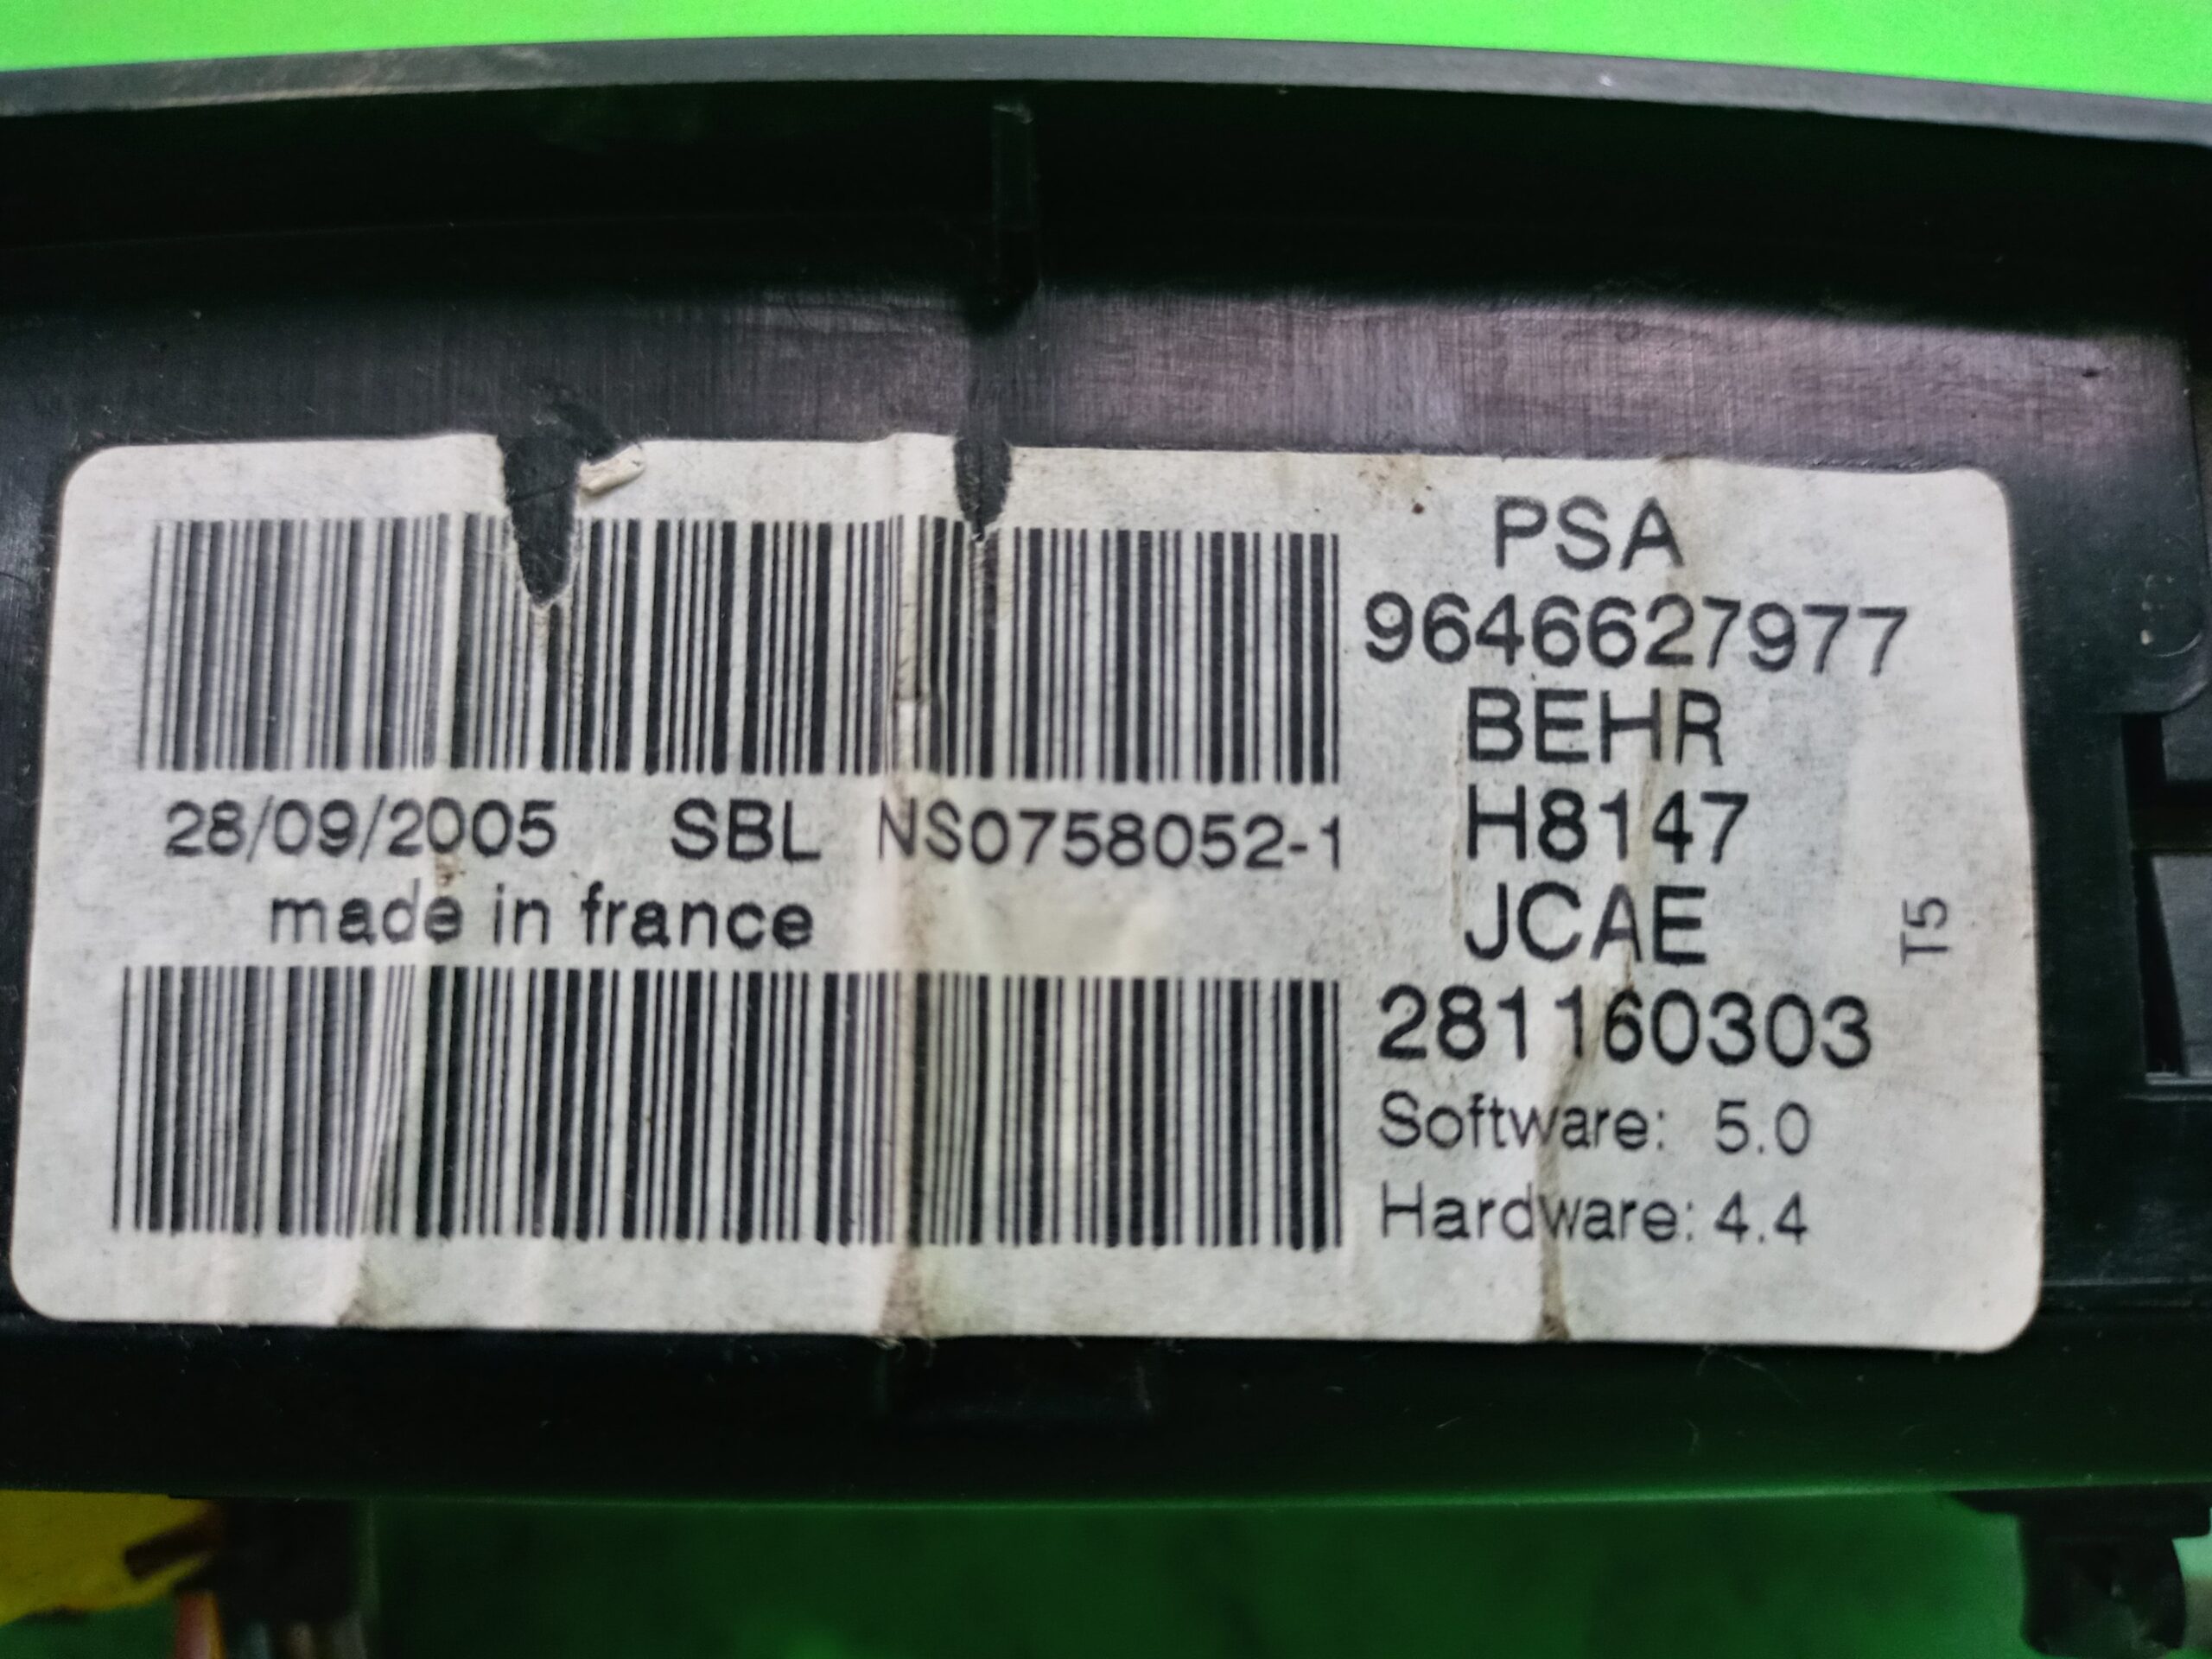 PSA
9646627977
BEHR
H8147
JCAE
281160303
Software: 5.0
Hardware: 4.4
T5
28/09/2005 SBL NS0758052-1
made in france